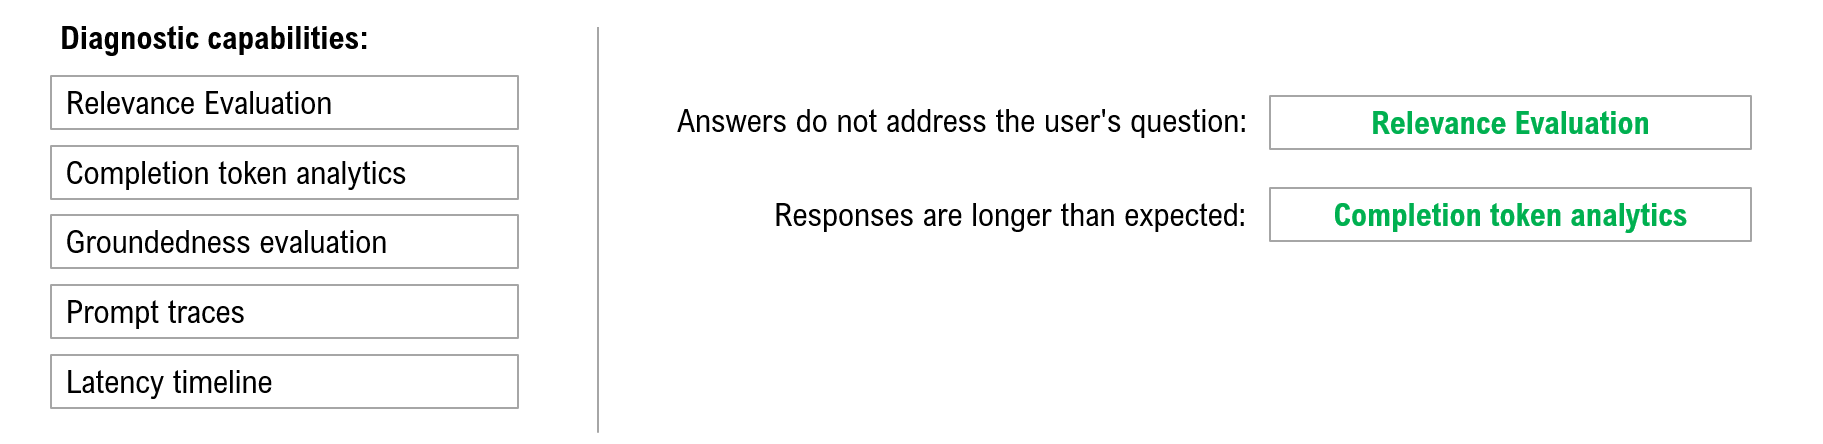 Diagnostic capabilities:
Relevance Evaluation
Completion token analytics
Groundedness evaluation
Prompt traces
Latency timeline
Answers do not address the user's question:
Relevance Evaluation
Responses are longer than expected:
Completion token analytics